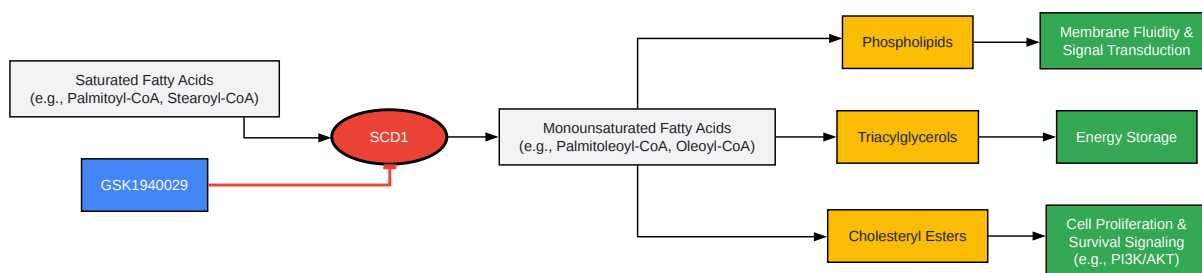 Saturated Fatty Acids
(e.g., Palmitoyl-CoA, Stearoyl-CoA)
GSK1940029
SCD1
Monounsaturated Fatty Acids
(e.g., Palmitoleoyl-CoA, Oleoyl-CoA)
Phospholipids
Membrane Fluidity &
Signal Transduction
Triacylglycerols
Energy Storage
Cholesteryl Esters
Cell Proliferation &
Survival Signaling
(e.g., PI3K/AKT)